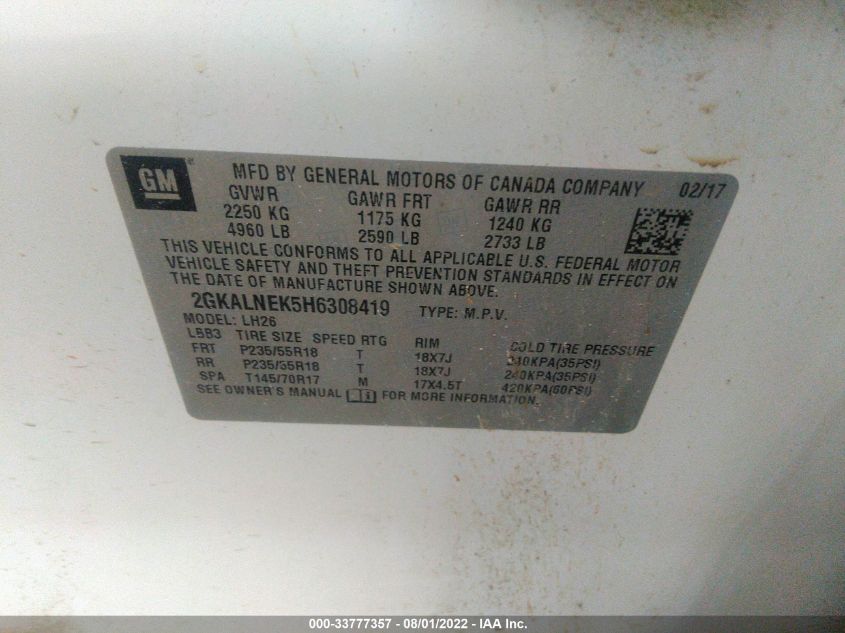 GM
MFD BY GENERAL MOTORS OF CANADA COMPANY 02/17
GVWR GAWR FRT GAWR RR
2250 KG 1175 KG 1240 KG
4960 LB 2590 LB 2733 LB
THIS VEHICLE CONFORMS TO ALL APPLICABLE U.S. FEDERAL MOTOR
VEHICLE SAFETY AND THEFT PREVENTION STANDARDS IN EFFECT ON
THE DATE OF MANUFACTURE SHOWN ABOVE.
2GKALNEK5H6308419 TYPE: M.P.V.
MODEL: LH26
LBB3 TIRE SIZE SPEED RTG RIM COLD TIRE PRESSURE
FRT P235/55R18 T 18X7J 240KPA(35PSI)
RR P235/55R18 T 18X7J 240KPA(35PSI)
SPA T145/70R17 M 17X4.5T 420KPA(60PSI)
SEE OWNER'S MANUAL FOR MORE INFORMATION.
000-33777357 - 08/01/2022 - IAA Inc.